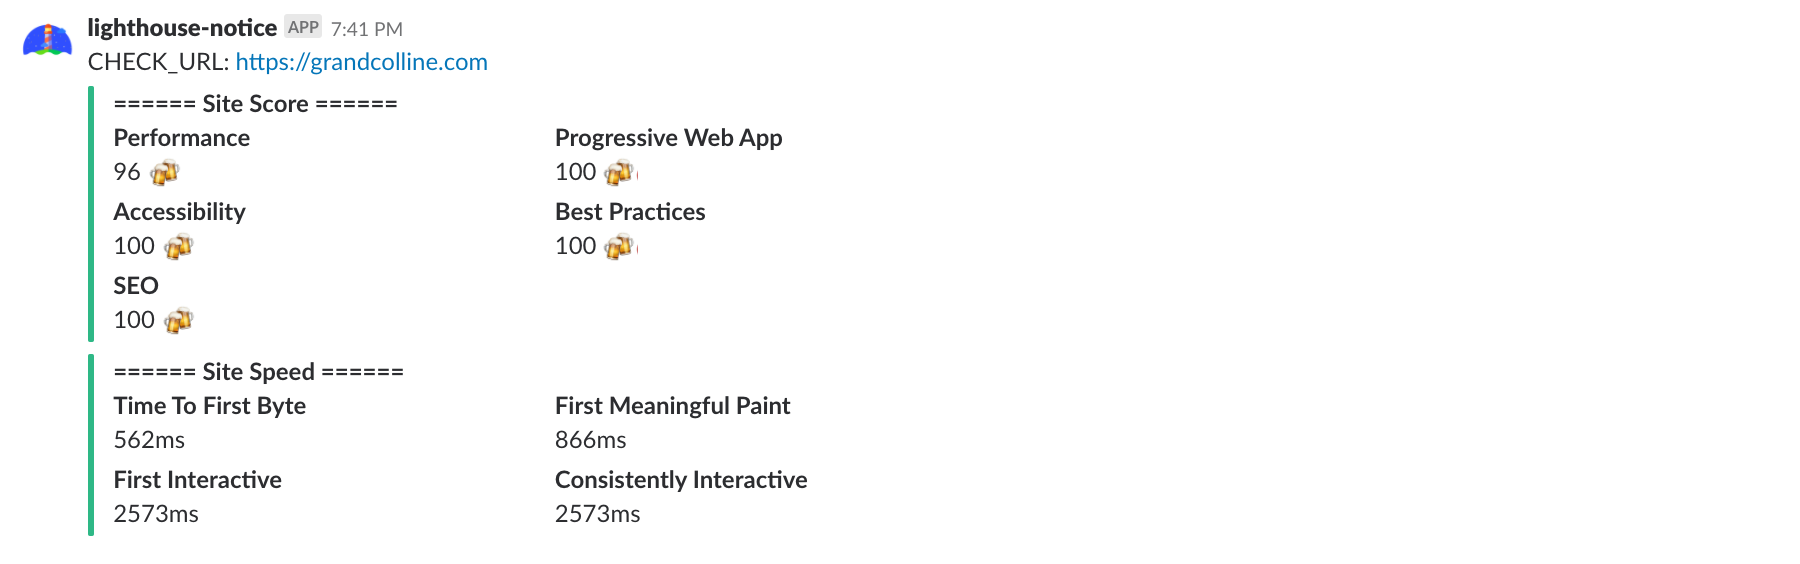 lighthouse-notice APP 7:41 PM
CHECK_URL: https://grandcolline.com
====== Site Score ======
Performance Progressive Web App
96 🍻 100 🍻
Accessibility Best Practices
100 🍻 100 🍻
SEO
100 🍻
====== Site Speed ======
Time To First Byte First Meaningful Paint
562ms 866ms
First Interactive Consistently Interactive
2573ms 2573ms